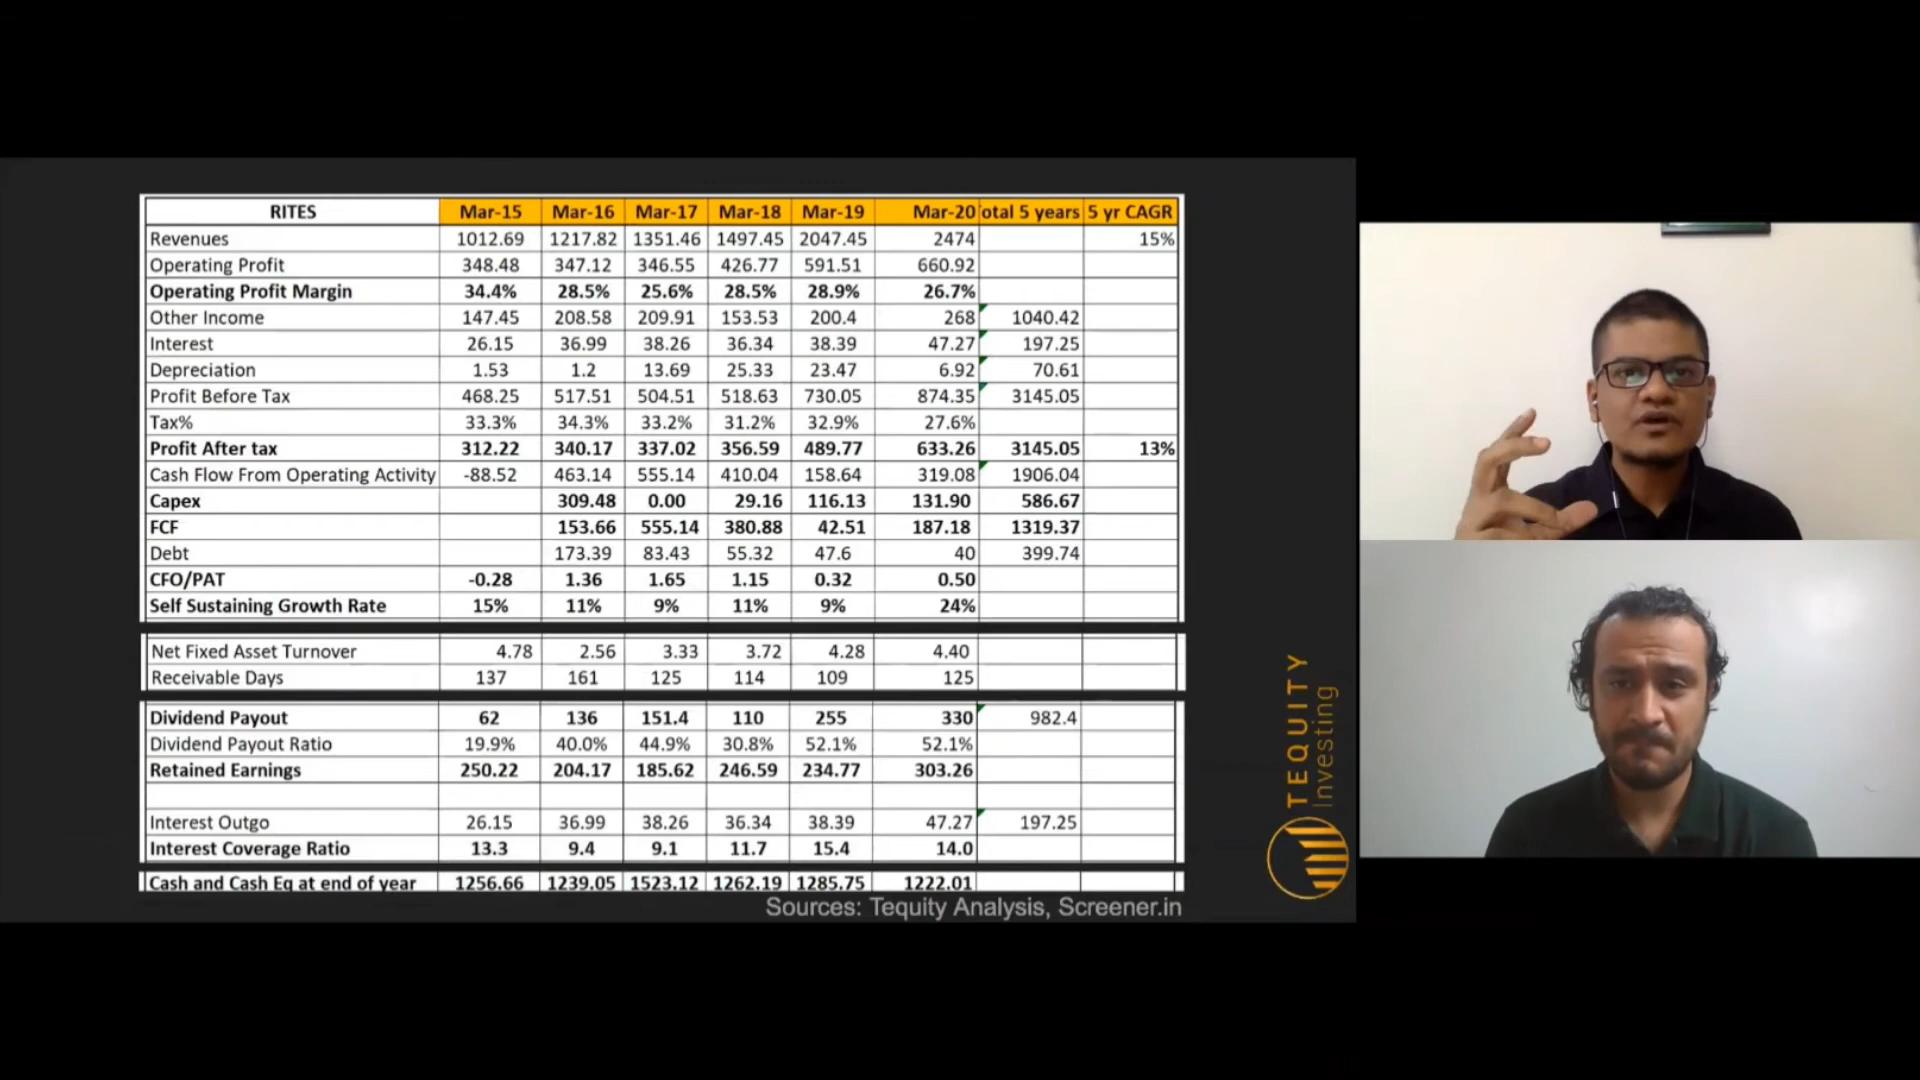 RITES Mar-15 Mar-16 Mar-17 Mar-18 Mar-19 Mar-20 otal 5 years 5 yr CAGR
Revenues 1012.69 1217.82 1351.46 1497.45 2047.45 2474 15%
Operating Profit 348.48 347.12 346.55 426.77 591.51 660.92
Operating Profit Margin 34.4% 28.5% 25.6% 28.5% 28.9% 26.7%
Other Income 147.45 208.58 209.91 153.53 200.4 268 1040.42
Interest 26.15 36.99 38.26 36.34 38.39 47.27 197.25
Depreciation 1.53 1.2 13.69 25.33 23.47 6.92 70.61
Profit Before Tax 468.25 517.51 504.51 518.63 730.05 874.35 3145.05
Tax% 33.3% 34.3% 33.2% 31.2% 32.9% 27.6%
Profit After tax 312.22 340.17 337.02 356.59 489.77 633.26 3145.05 13%
Cash Flow From Operating Activity -88.52 463.14 555.14 410.04 158.64 319.08 1906.04
Capex 309.48 0.00 29.16 116.13 131.90 586.67
FCF 153.66 555.14 380.88 42.51 187.18 1319.37
Debt 173.39 83.43 55.32 47.6 40 399.74
CFO/PAT -0.28 1.36 1.65 1.15 0.32 0.50
Self Sustaining Growth Rate 15% 11% 9% 11% 9% 24%
Net Fixed Asset Turnover 4.78 2.56 3.33 3.72 4.28 4.40
Receivable Days 137 161 125 114 109 125
Dividend Payout 62 136 151.4 110 255 330 982.4
Dividend Payout Ratio 19.9% 40.0% 44.9% 30.8% 52.1% 52.1%
Retained Earnings 250.22 204.17 185.62 246.59 234.77 303.26
Interest Outgo 26.15 36.99 38.26 36.34 38.39 47.27 197.25
Interest Coverage Ratio 13.3 9.4 9.1 11.7 15.4 14.0
Cash and Cash Eq at end of year 1256.66 1239.05 1523.12 1262.19 1285.75 1222.01
Sources: Tequity Analysis, Screener.in
TEQUITY
Investing